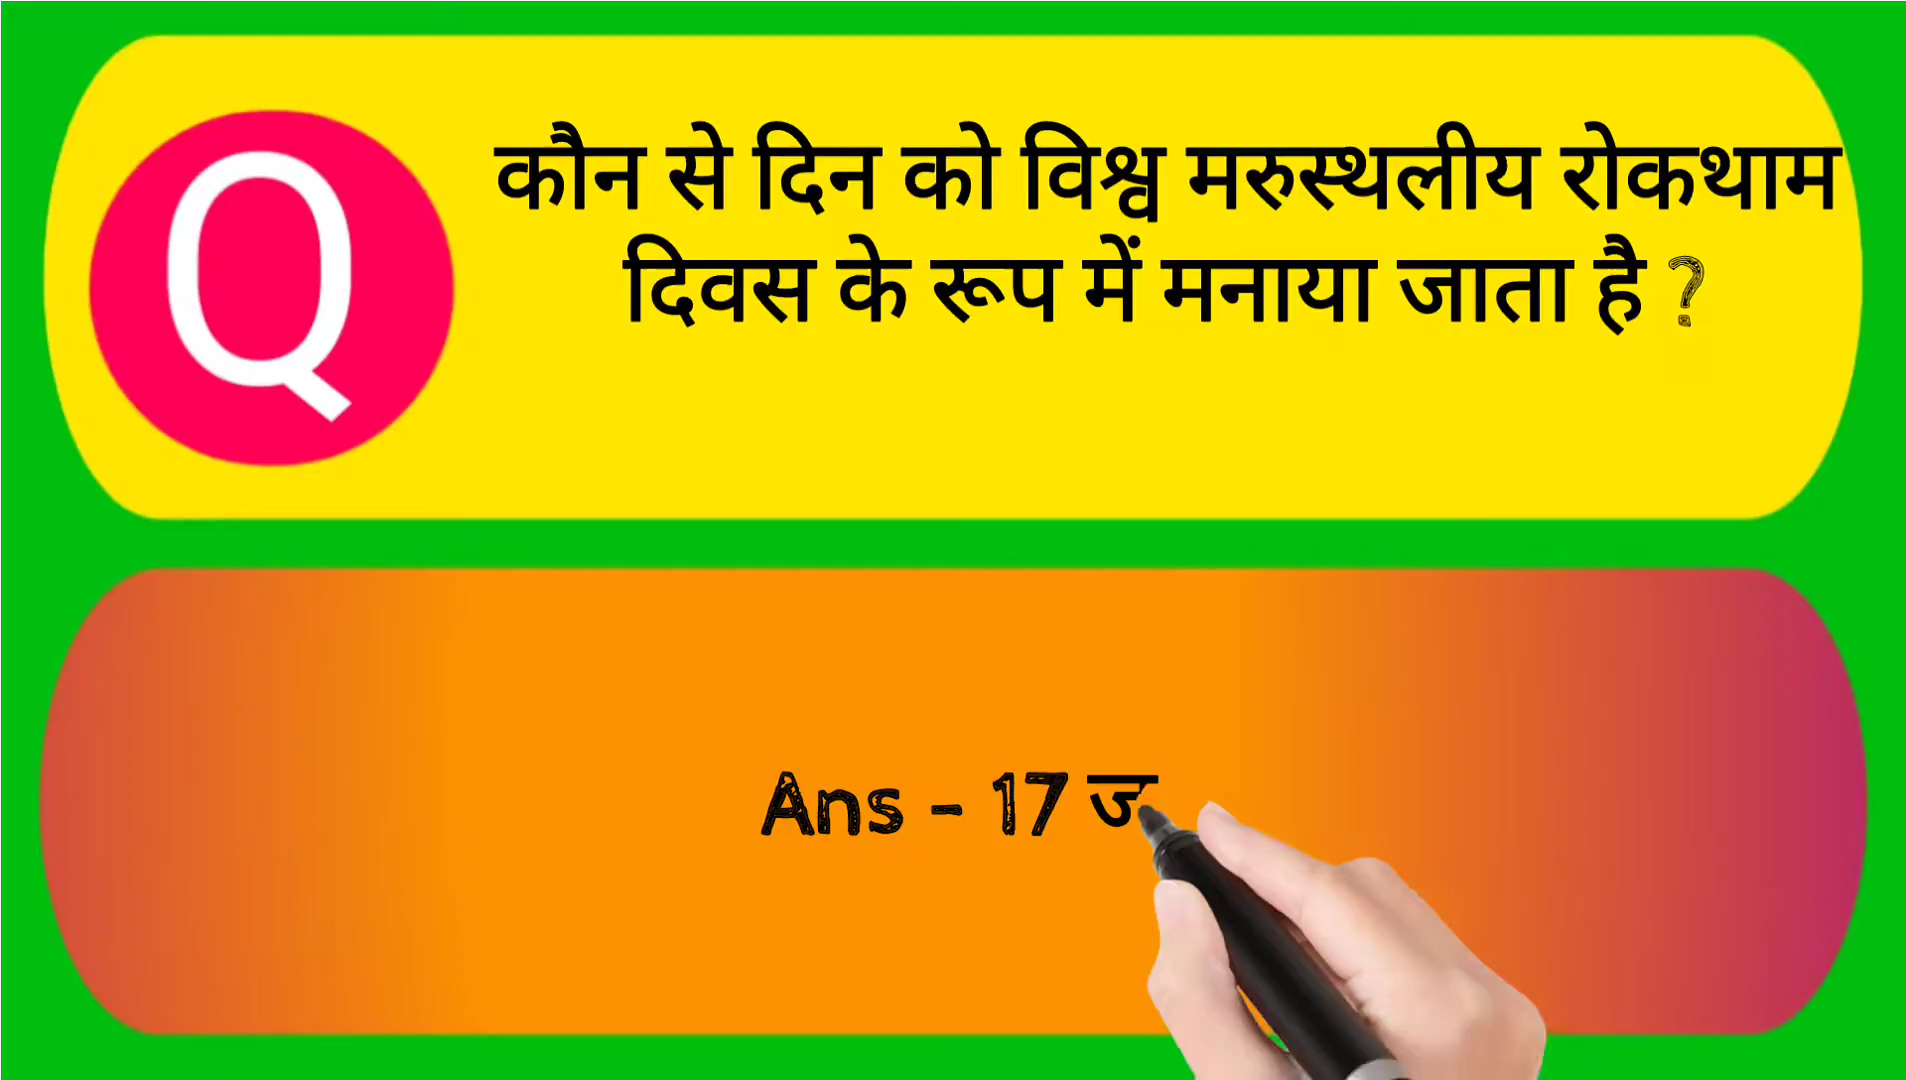 Q
कौन से दिन को विश्व मरुस्थलीय रोकथाम
दिवस के रूप में मनाया जाता है ?
Ans - 17 ज